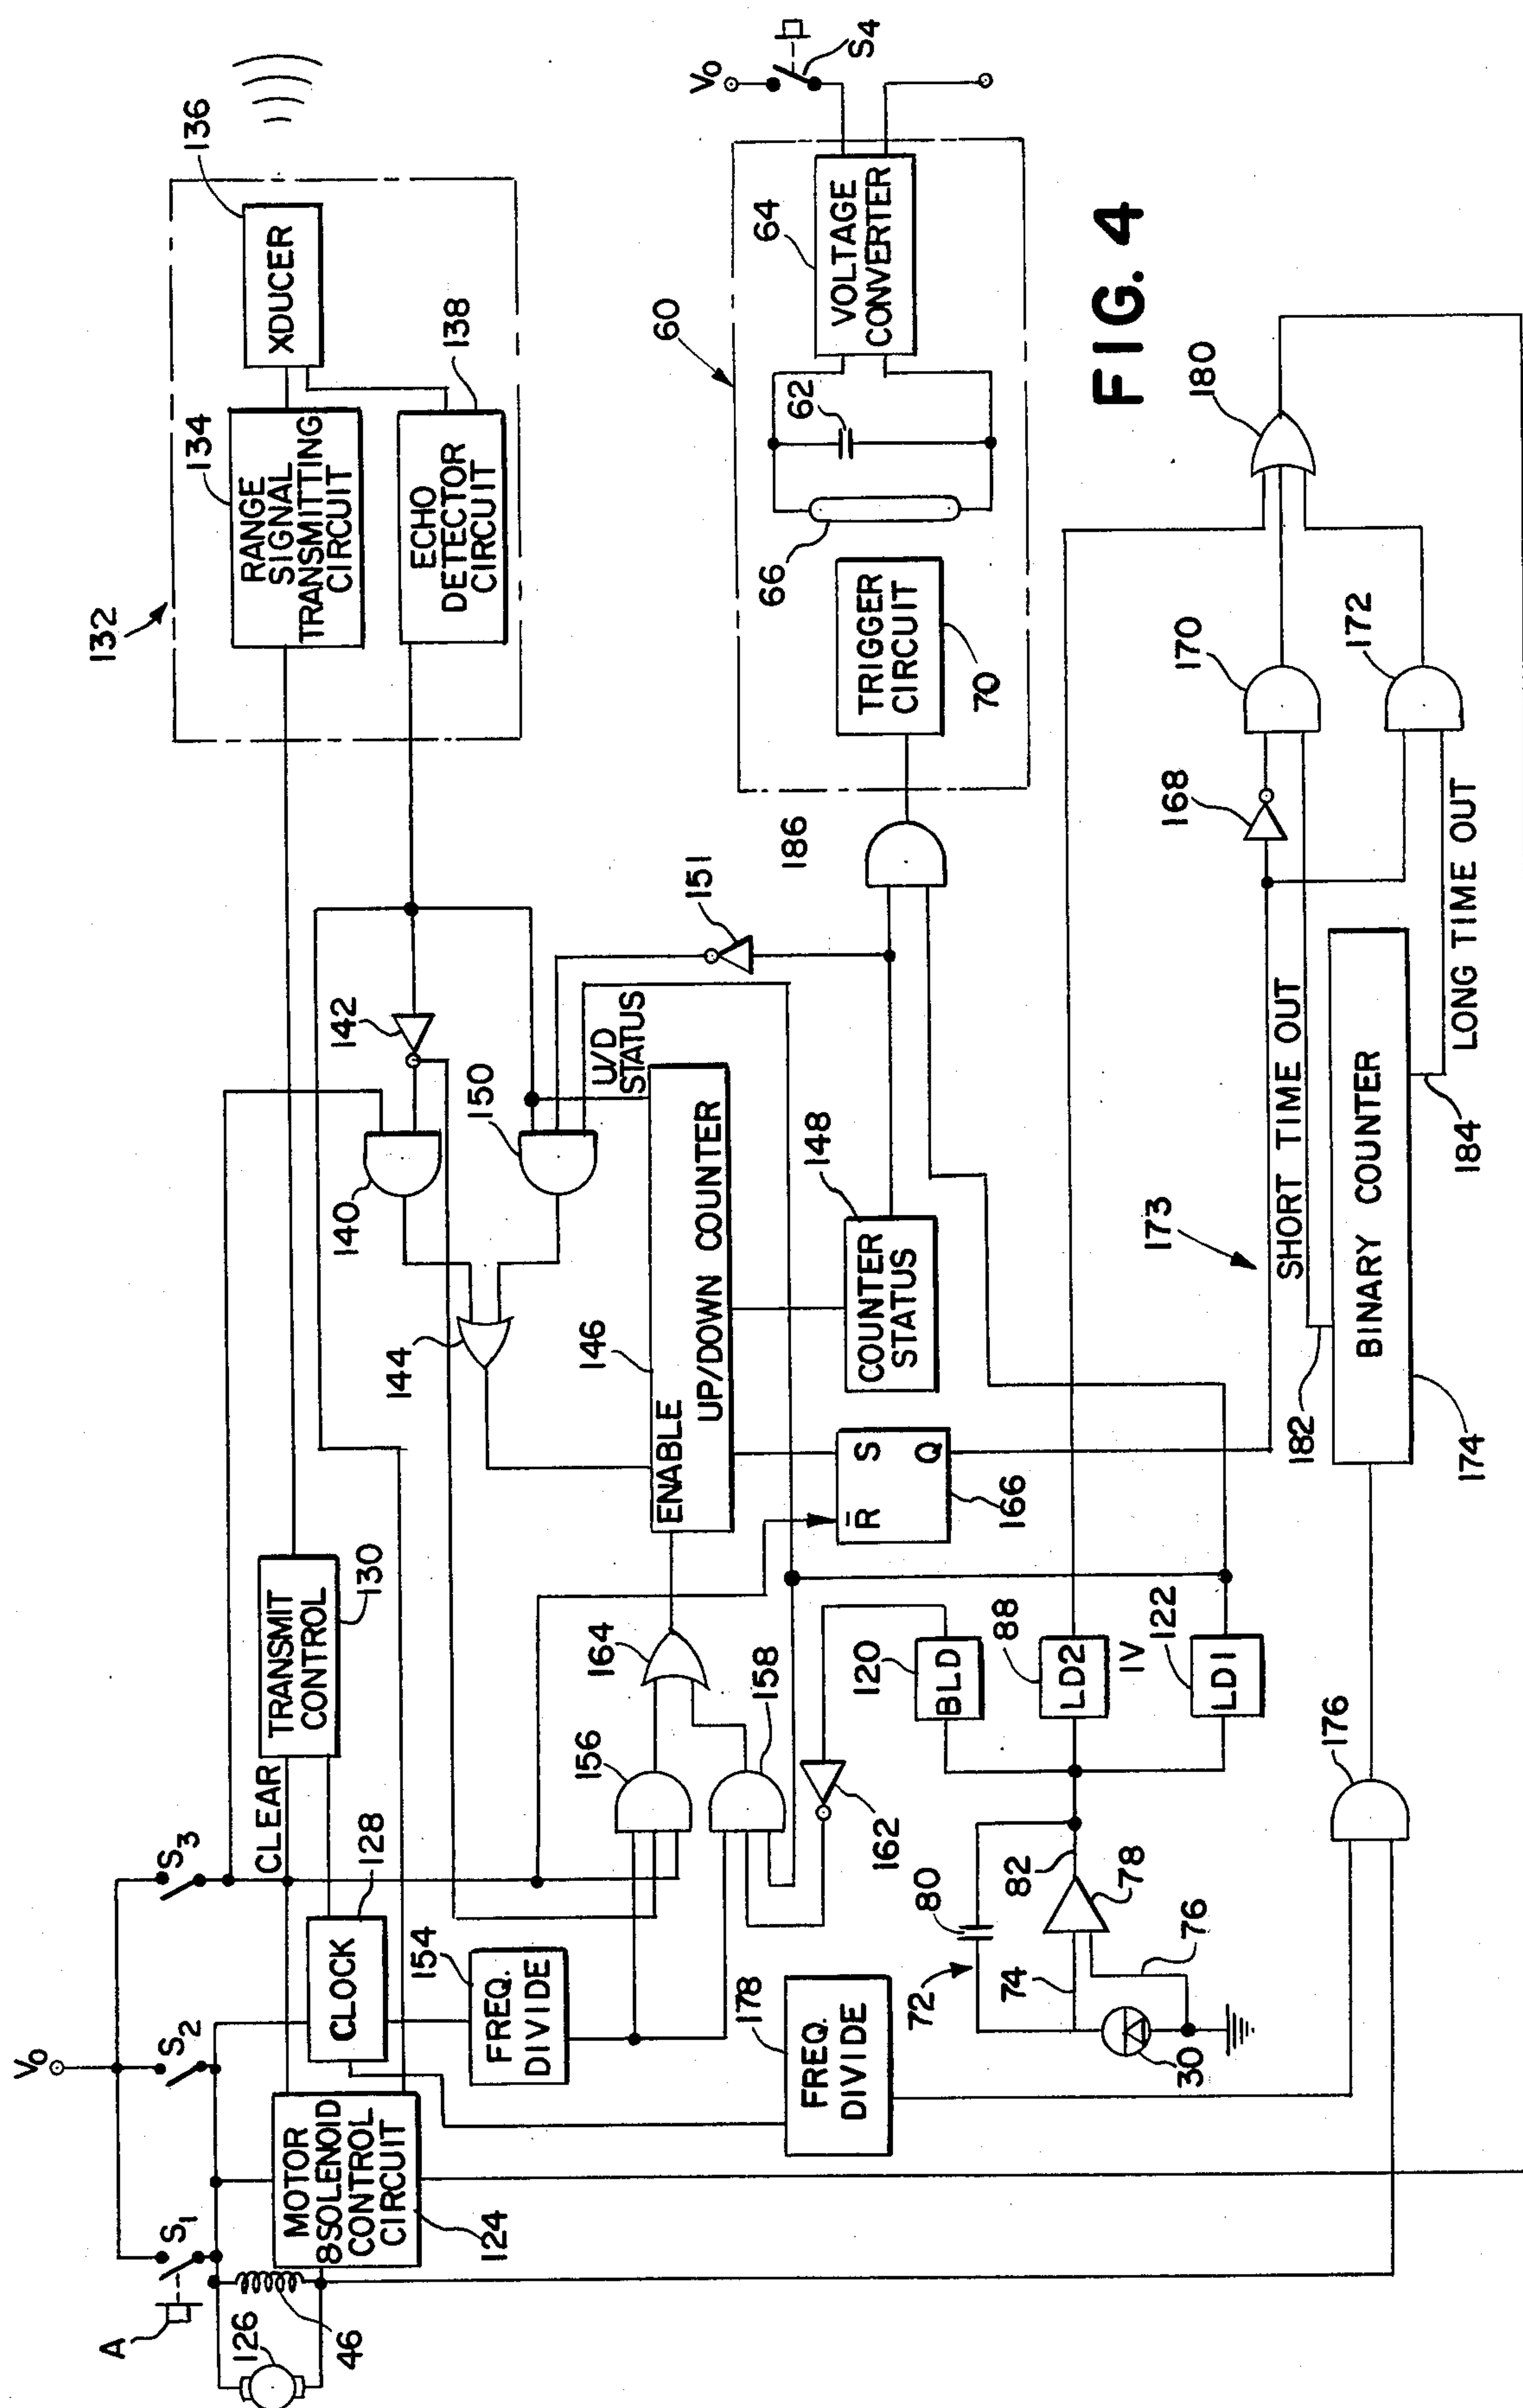 136
XDUCER
134
RANGE
SIGNAL
TRANSMITTING
CIRCUIT
138
ECHO
DETECTOR
CIRCUIT
132
V0
S4
60
64
VOLTAGE
CONVERTER
62
66
TRIGGER
CIRCUIT
70
FIG. 4
180
170
172
168
186
151
142
140
150
U/D
STATUS
144
146
ENABLE
UP/DOWN COUNTER
148
COUNTER
STATUS
R̄ S
Q
166
173
SHORT TIME OUT
LONG TIME OUT
182
184
BINARY COUNTER
174
176
V0
S1
S2
S3
A
126
46
MOTOR
&SOLENOID
CONTROL
CIRCUIT
124
CLEAR
TRANSMIT
CONTROL
130
CLOCK
128
154
FREQ.
DIVIDE
156
158
164
162
120
BLD
88
LD2
1V
122
LD1
178
FREQ.
DIVIDE
72
80
82
78
74
76
30